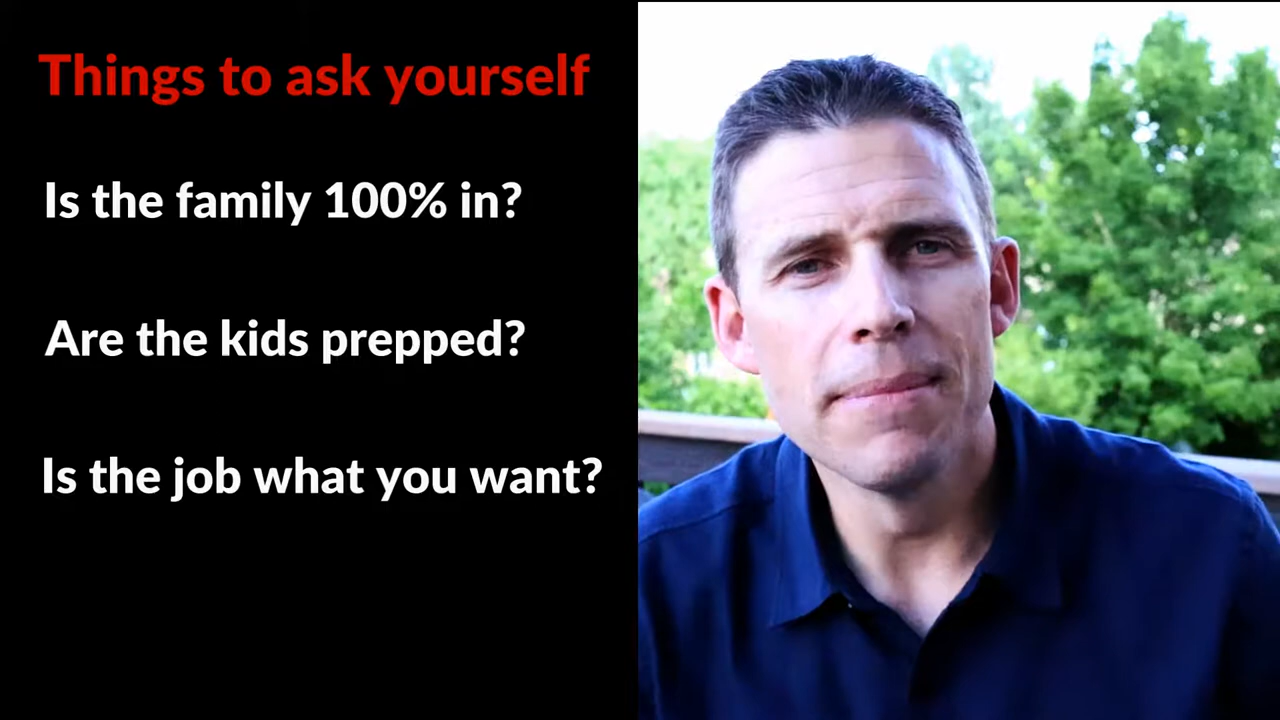 Things to ask yourself
Is the family 100% in?
Are the kids prepped?
Is the job what you want?